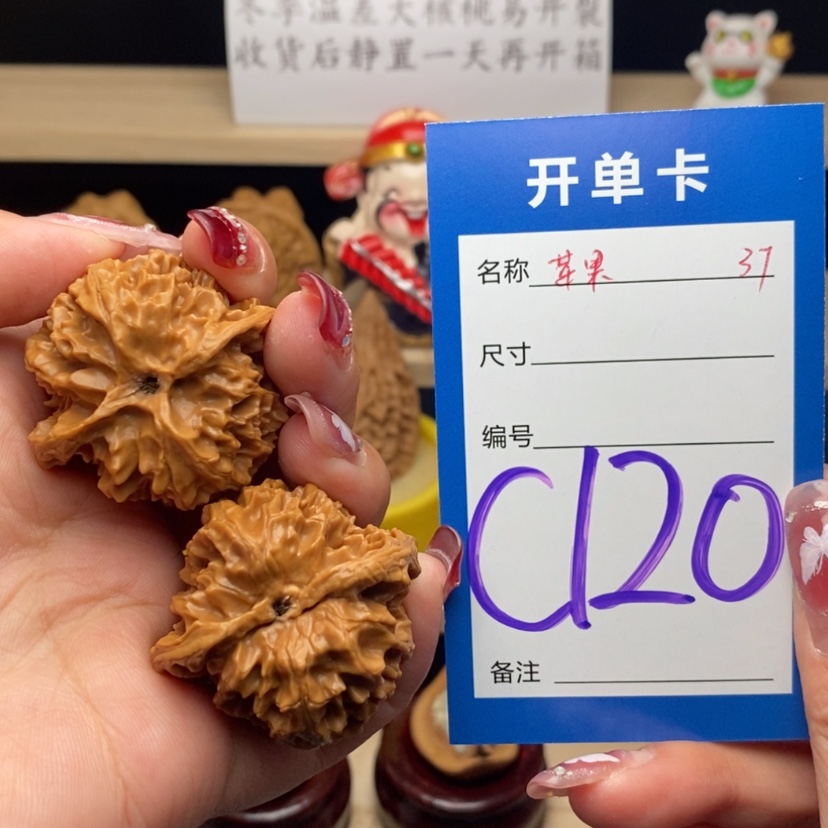 冬季温差大核桃易开裂
收货后静置一天再开箱
开单卡
名称 苹果 37
尺寸
编号
C120
备注